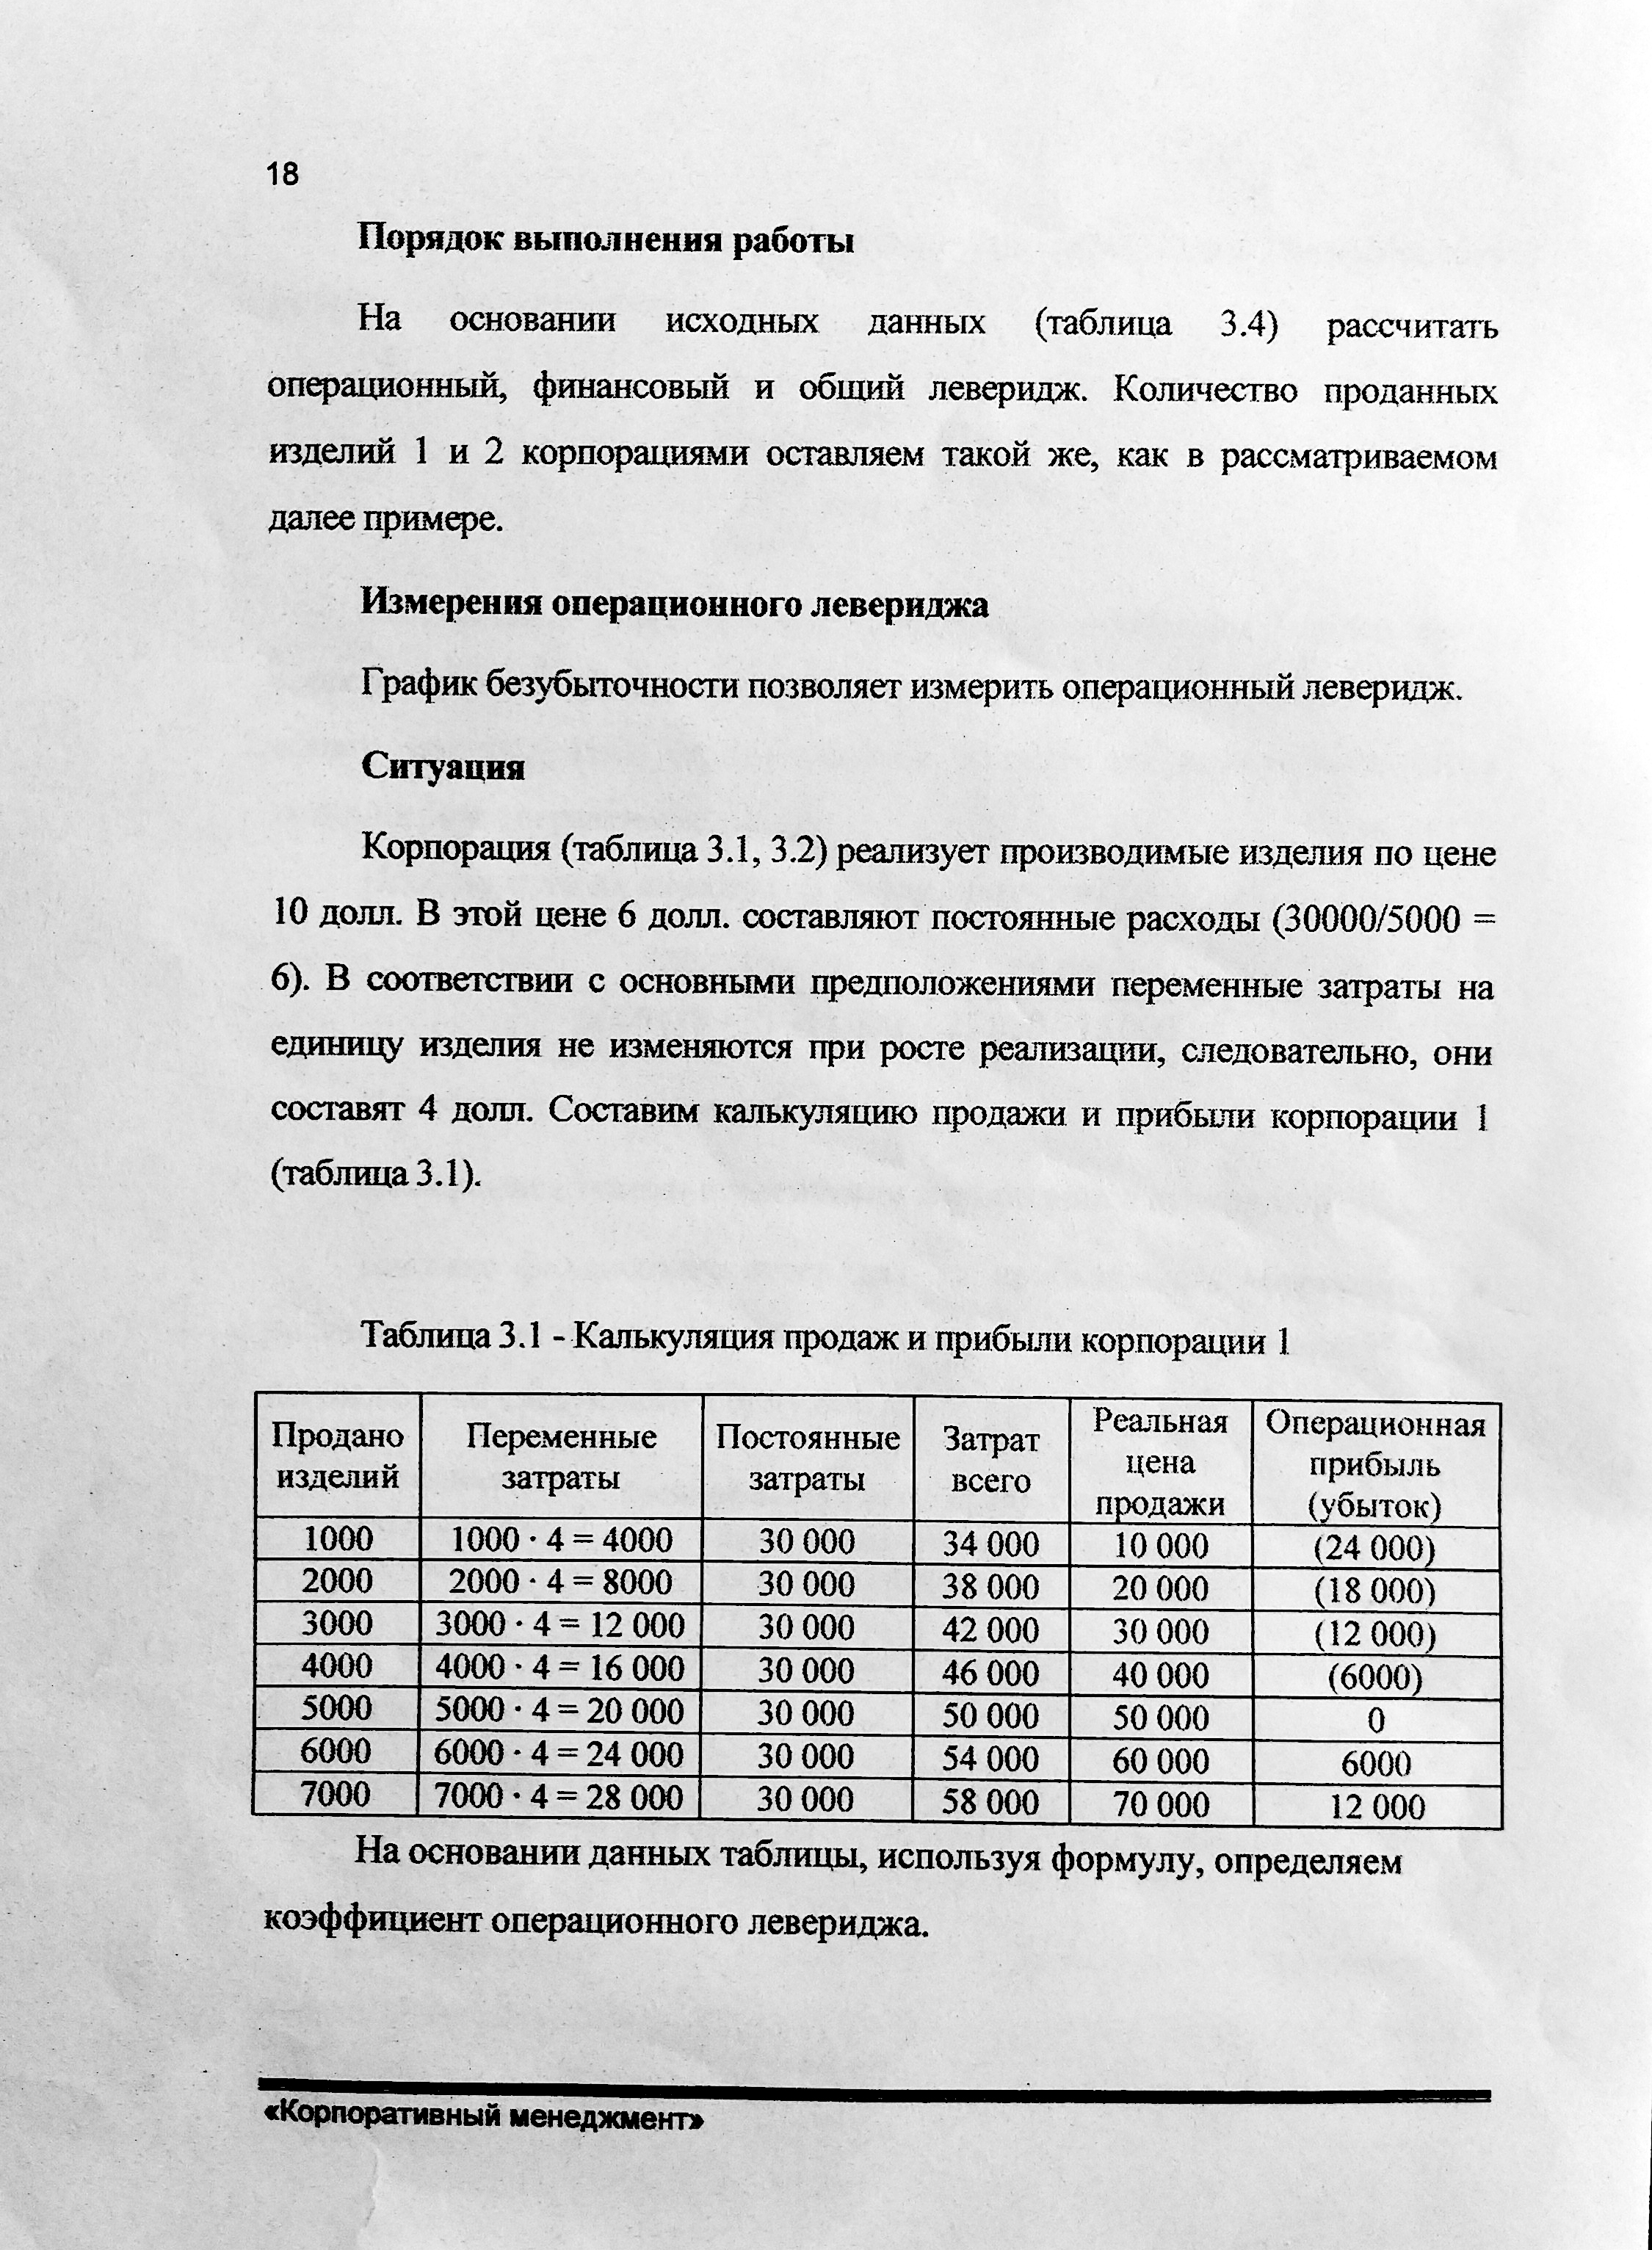 18
Порядок выполнения работы
На основании исходных данных (таблица 3.4) рассчитать
операционный, финансовый и общий леверидж. Количество проданных
изделий 1 и 2 корпорациями оставляем такой же, как в рассматриваемом
далее примере.
Измерения операционного левериджа
График безубыточности позволяет измерить операционный леверидж.
Ситуация
Корпорация (таблица 3.1, 3.2) реализует производимые изделия по цене
10 долл. В этой цене 6 долл. составляют постоянные расходы (30000/5000 =
6). В соответствии с основными предположениями переменные затраты на
единицу изделия не изменяются при росте реализации, следовательно, они
составят 4 долл. Составим калькуляцию продажи и прибыли корпорации 1
(таблица 3.1).
Таблица 3.1 - Калькуляция продаж и прибыли корпорации 1
Продано изделий | Переменные затраты | Постоянные затраты | Затрат всего | Реальная цена продажи | Операционная прибыль (убыток)
1000 | 1000 · 4 = 4000 | 30 000 | 34 000 | 10 000 | (24 000)
2000 | 2000 · 4 = 8000 | 30 000 | 38 000 | 20 000 | (18 000)
3000 | 3000 · 4 = 12 000 | 30 000 | 42 000 | 30 000 | (12 000)
4000 | 4000 · 4 = 16 000 | 30 000 | 46 000 | 40 000 | (6000)
5000 | 5000 · 4 = 20 000 | 30 000 | 50 000 | 50 000 | 0
6000 | 6000 · 4 = 24 000 | 30 000 | 54 000 | 60 000 | 6000
7000 | 7000 · 4 = 28 000 | 30 000 | 58 000 | 70 000 | 12 000
На основании данных таблицы, используя формулу, определяем
коэффициент операционного левериджа.
«Корпоративный менеджмент»